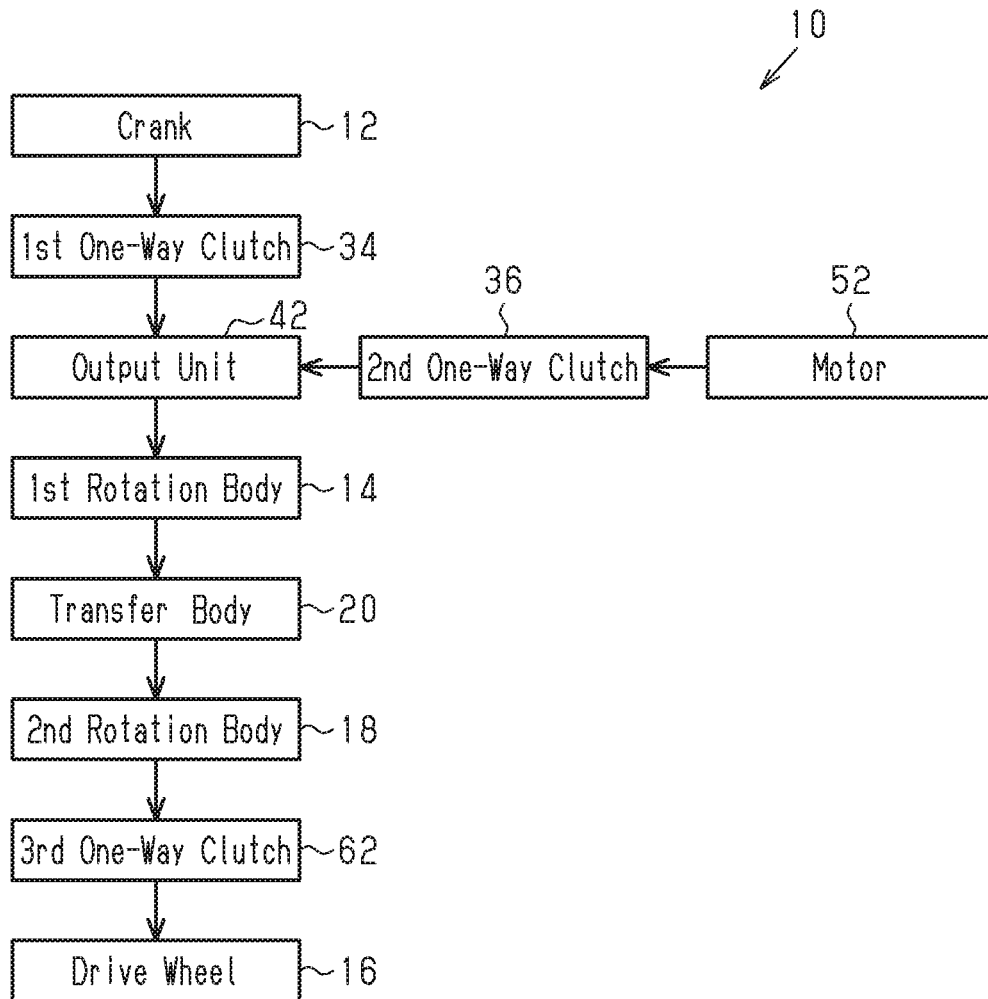 10
Crank 12
1st One-Way Clutch 34
36 52
42
Output Unit 2nd One-Way Clutch Motor
1st Rotation Body 14
Transfer Body 20
2nd Rotation Body 18
3rd One-Way Clutch 62
Drive Wheel 16